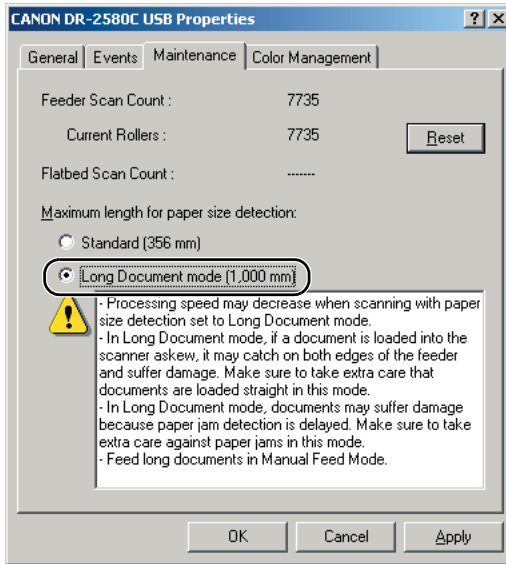 CANON DR-2580C USB Properties
General Events Maintenance Color Management
Feeder Scan Count : 7735
Current Rollers : 7735 Reset
Flatbed Scan Count : -------
Maximum length for paper size detection:
Standard (356 mm)
Long Document mode (1,000 mm)
- Processing speed may decrease when scanning with paper
size detection set to Long Document mode.
- In Long Document mode, if a document is loaded into the
scanner askew, it may catch on both edges of the feeder
and suffer damage. Make sure to take extra care that
documents are loaded straight in this mode.
- In Long Document mode, documents may suffer damage
because paper jam detection is delayed. Make sure to take
extra care against paper jams in this mode.
- Feed long documents in Manual Feed Mode.
OK Cancel Apply